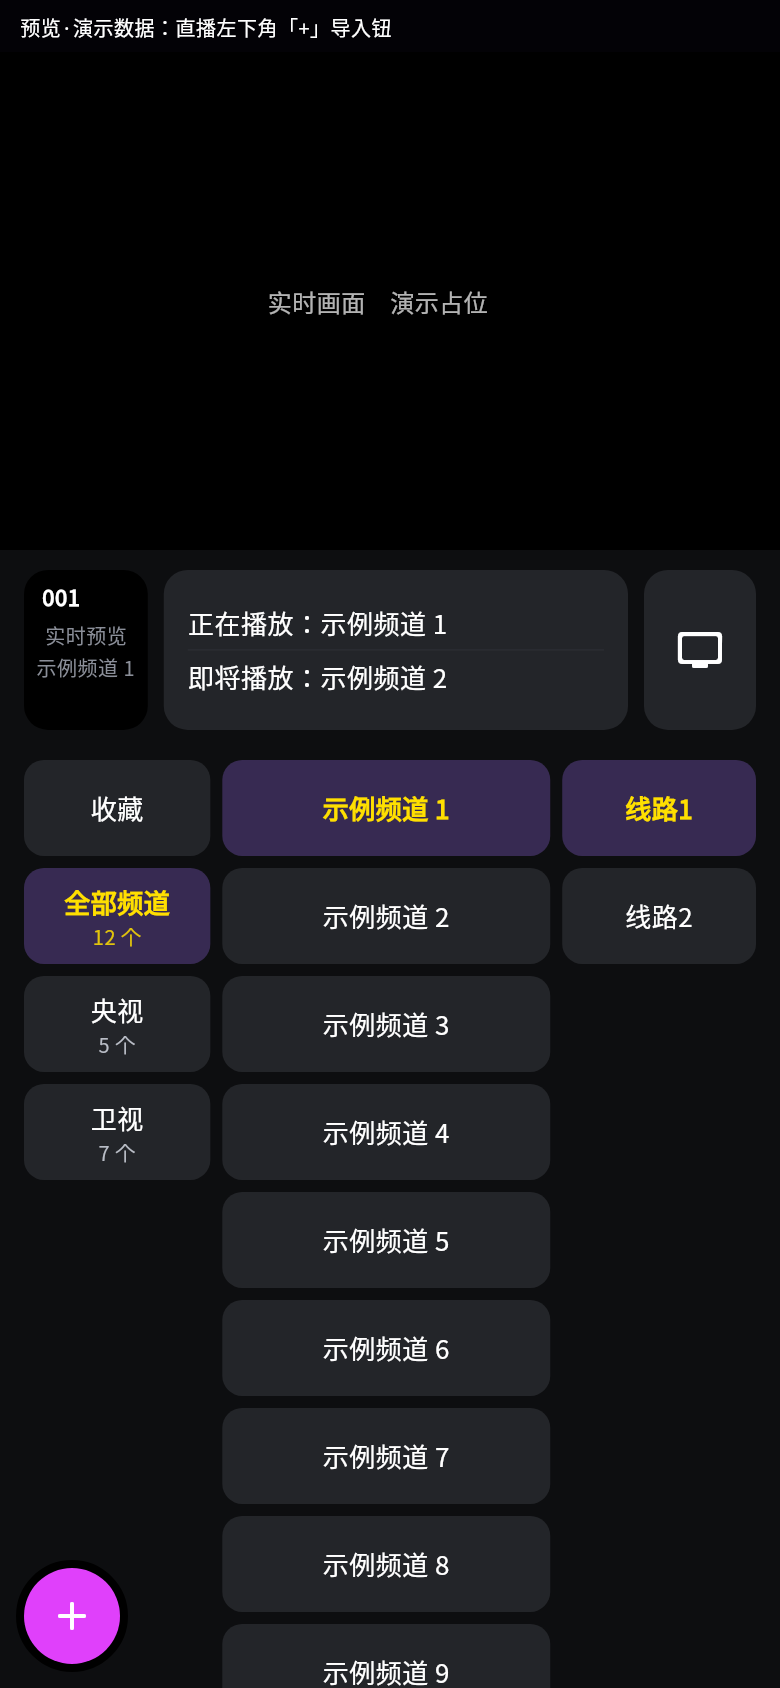 预览·演示数据：直播左下角「+」导入钮
实时画面　演示占位
001
实时预览
示例频道 1
正在播放：示例频道 1
即将播放：示例频道 2
收藏
示例频道 1
线路1
全部频道
12 个
示例频道 2
线路2
央视
5 个
示例频道 3
卫视
7 个
示例频道 4
示例频道 5
示例频道 6
示例频道 7
示例频道 8
示例频道 9